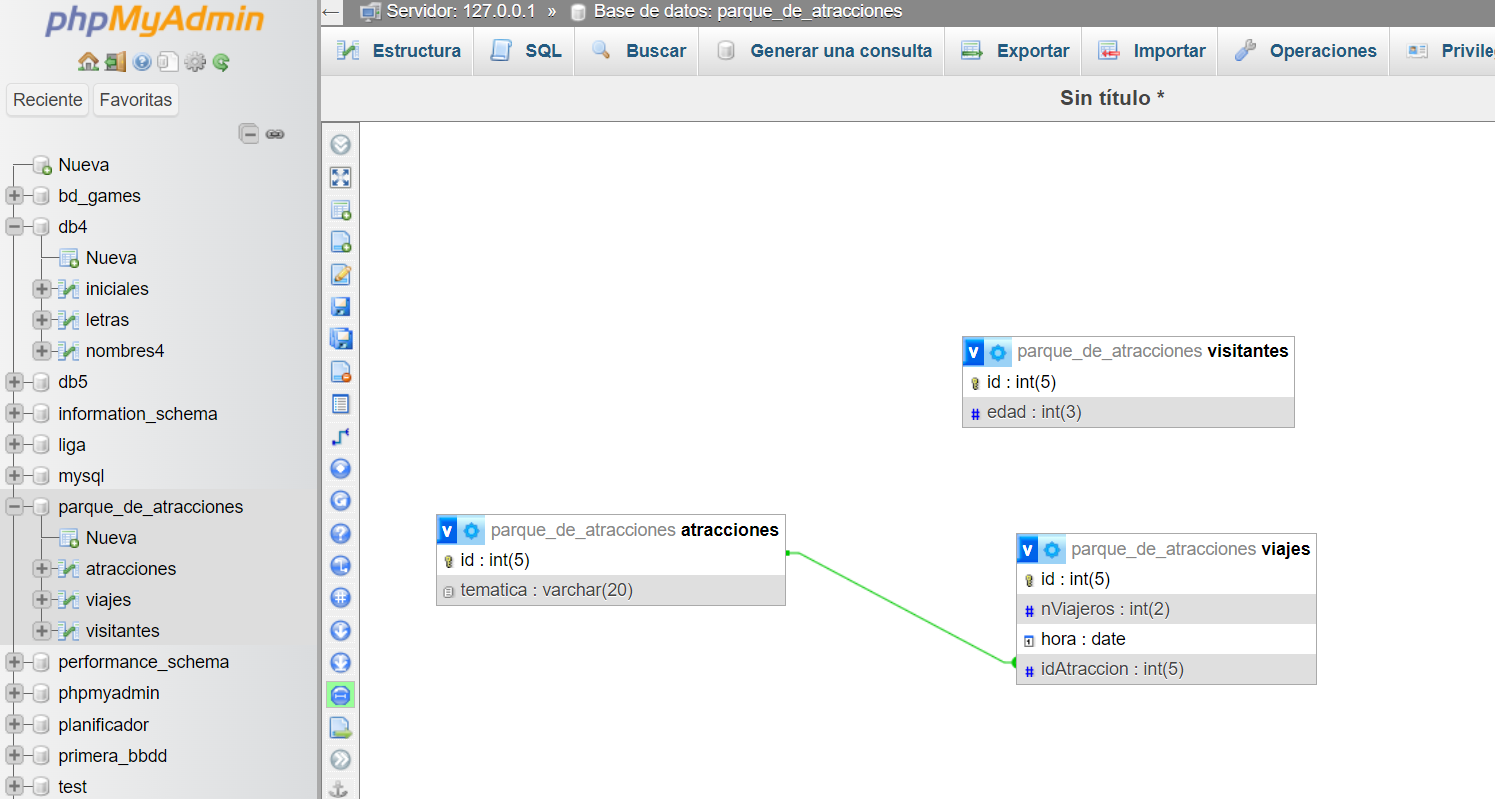 phpMyAdmin
Reciente Favoritas
Nueva
bd_games
db4
Nueva
iniciales
letras
nombres4
db5
information_schema
liga
mysql
parque_de_atracciones
Nueva
atracciones
viajes
visitantes
performance_schema
phpmyadmin
planificador
primera_bbdd
test
Servidor: 127.0.0.1 » Base de datos: parque_de_atracciones
Estructura SQL Buscar Generar una consulta Exportar Importar Operaciones
Sin título *
parque_de_atracciones visitantes
id : int(5)
edad : int(3)
parque_de_atracciones atracciones
id : int(5)
tematica : varchar(20)
parque_de_atracciones viajes
id : int(5)
nViajeros : int(2)
hora : date
idAtraccion : int(5)